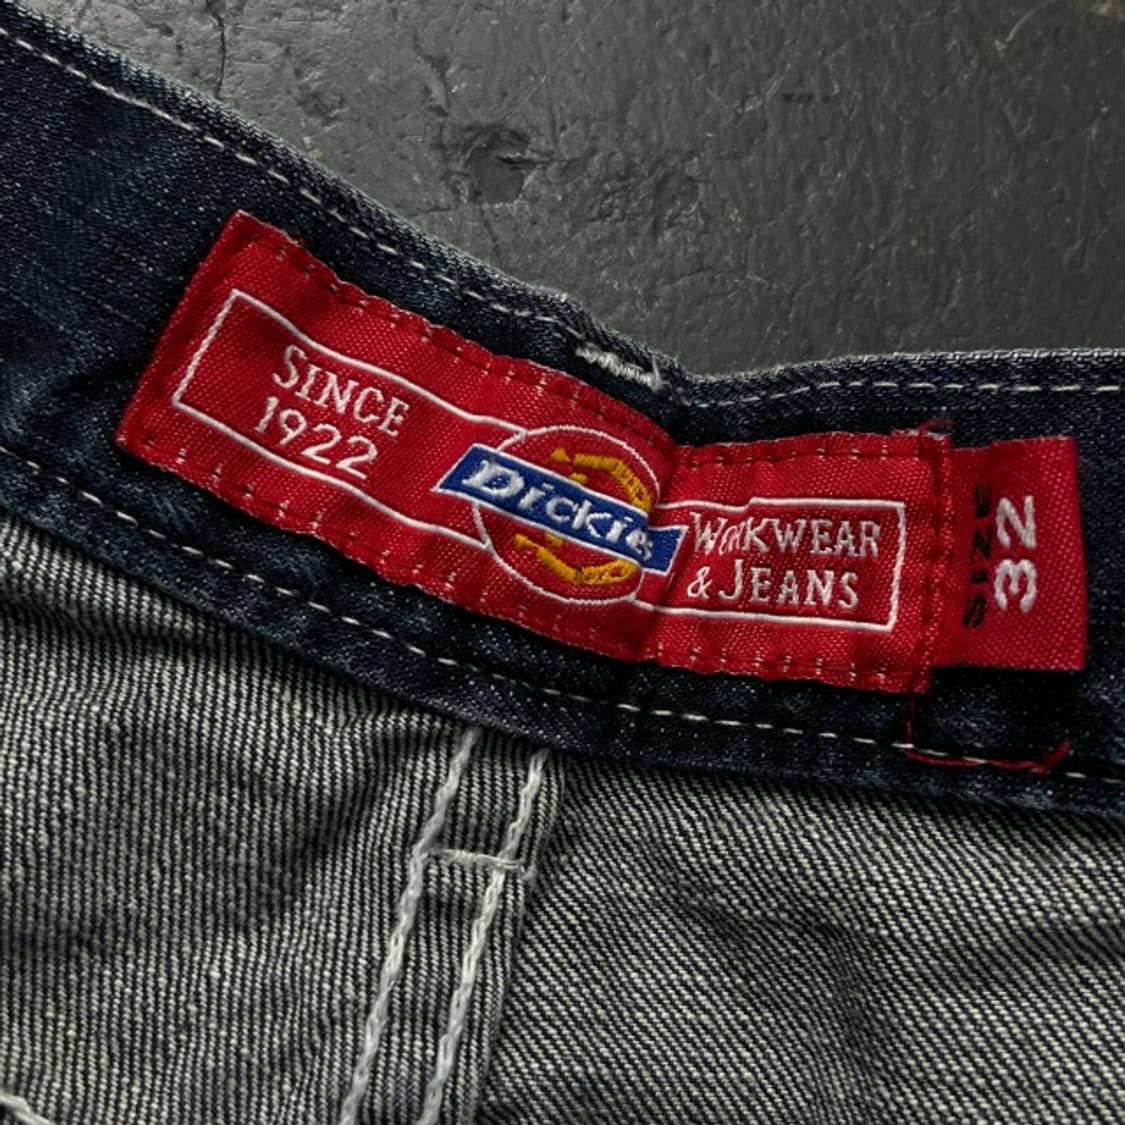 SINCE
1922
Dickies
WORKWEAR
& JEANS
SIZE
32